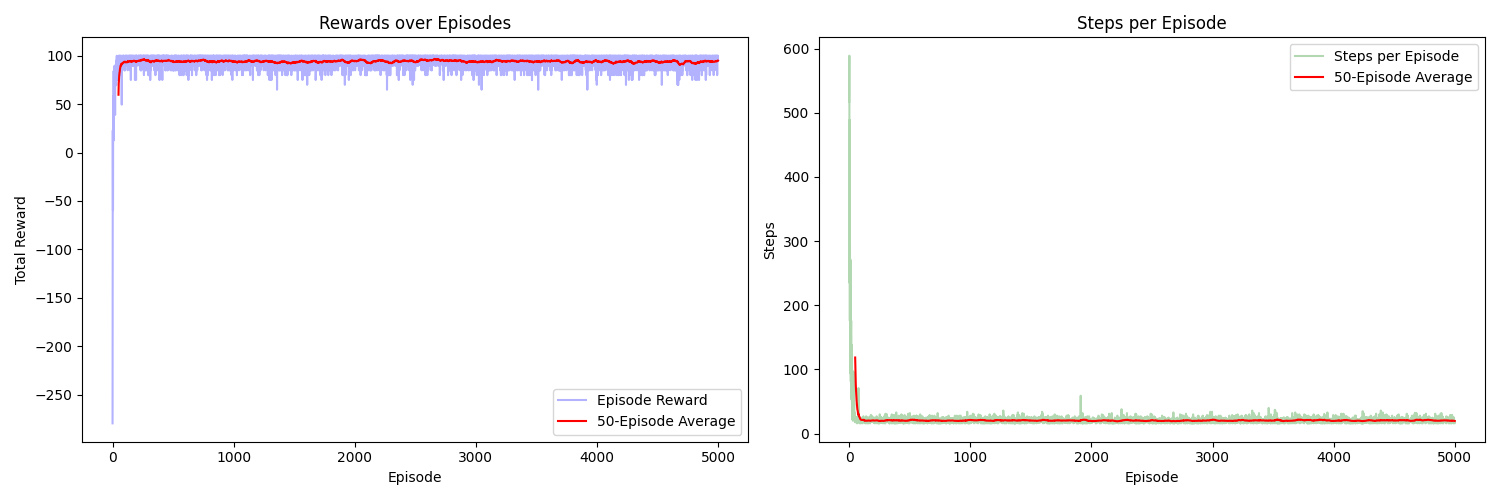 Rewards over Episodes
100
50
0
−50
−100
−150
−200
−250
Total Reward
0
1000
2000
3000
4000
5000
Episode
Episode Reward
50-Episode Average
Steps per Episode
600
500
400
300
200
100
0
Steps
0
1000
2000
3000
4000
5000
Episode
Steps per Episode
50-Episode Average